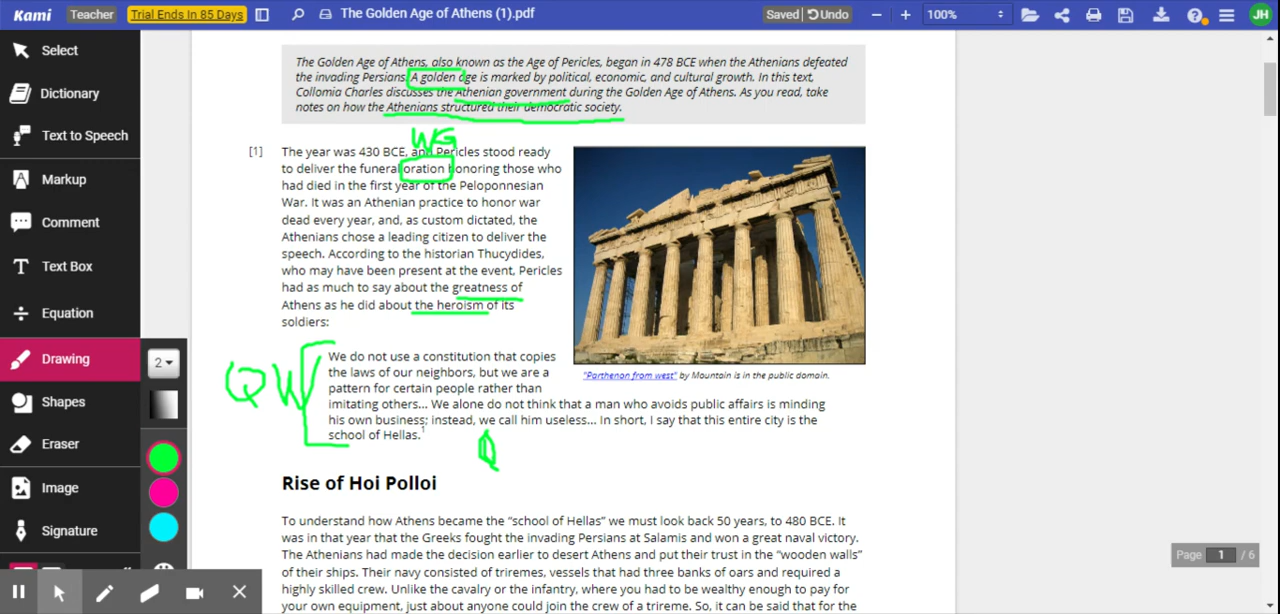 Kami Teacher Trial Ends In 85 Days The Golden Age of Athens (1).pdf Saved Undo 100% JH
Select
Dictionary
Text to Speech
Markup
Comment
Text Box
Equation
Drawing
2
Shapes
Eraser
Image
Signature
The Golden Age of Athens, also known as the Age of Pericles, began in 478 BCE when the Athenians defeated
the invading Persians. A golden age is marked by political, economic, and cultural growth. In this text,
Collomia Charles discusses the Athenian government during the Golden Age of Athens. As you read, take
notes on how the Athenians structured their democratic society.
WG
[1] The year was 430 BCE, and Pericles stood ready
to deliver the funeral oration honoring those who
had died in the first year of the Peloponnesian
War. It was an Athenian practice to honor war
dead every year, and, as custom dictated, the
Athenians chose a leading citizen to deliver the
speech. According to the historian Thucydides,
who may have been present at the event, Pericles
had as much to say about the greatness of
Athens as he did about the heroism of its
soldiers:
"Parthenon from west" by Mountain is in the public domain.
QW
We do not use a constitution that copies
the laws of our neighbors, but we are a
pattern for certain people rather than
imitating others... We alone do not think that a man who avoids public affairs is minding
his own business; instead, we call him useless... In short, I say that this entire city is the
school of Hellas.1
Rise of Hoi Polloi
To understand how Athens became the "school of Hellas" we must look back 50 years, to 480 BCE. It
was in that year that the Greeks fought the invading Persians at Salamis and won a great naval victory.
The Athenians had made the decision earlier to desert Athens and put their trust in the "wooden walls"
of their ships. Their navy consisted of triremes, vessels that had three banks of oars and required a
highly skilled crew. Unlike the cavalry or the infantry, where you had to be wealthy enough to pay for
your own equipment, just about anyone could join the crew of a trireme. So, it can be said that for the
Page 1 / 6